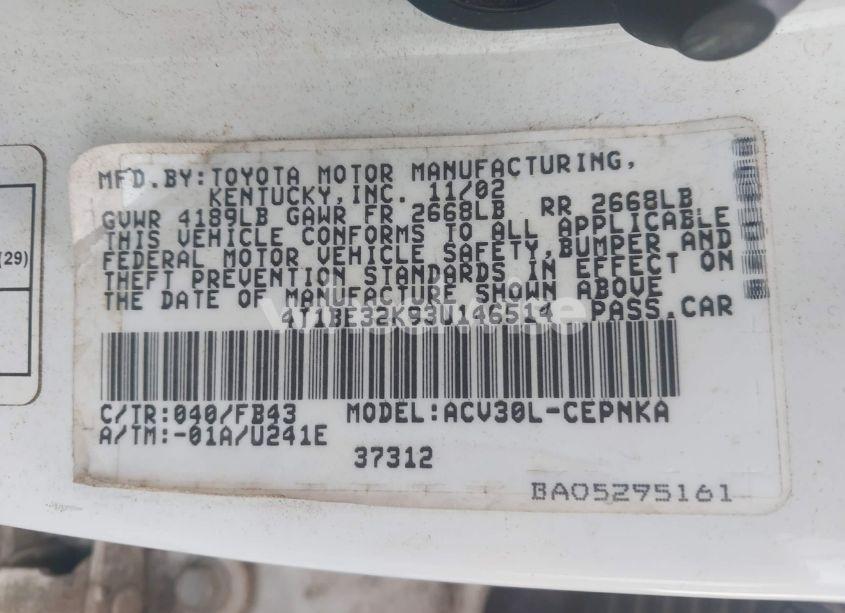 (29)
MFD.BY:TOYOTA MOTOR MANUFACTURING,
KENTUCKY,INC. 11/02
GVWR 4189LB GAWR FR 2668LB RR 2668LB
THIS VEHICLE CONFORMS TO ALL APPLICABLE
FEDERAL MOTOR VEHICLE SAFETY,BUMPER AND
THEFT PREVENTION STANDARDS IN EFFECT ON
THE DATE OF MANUFACTURE SHOWN ABOVE
4T1BE32K93U146514 PASS.CAR
C/TR:040/FB43 MODEL:ACV30L-CEPNKA
A/TM:-01A/U241E
37312
BA05295161